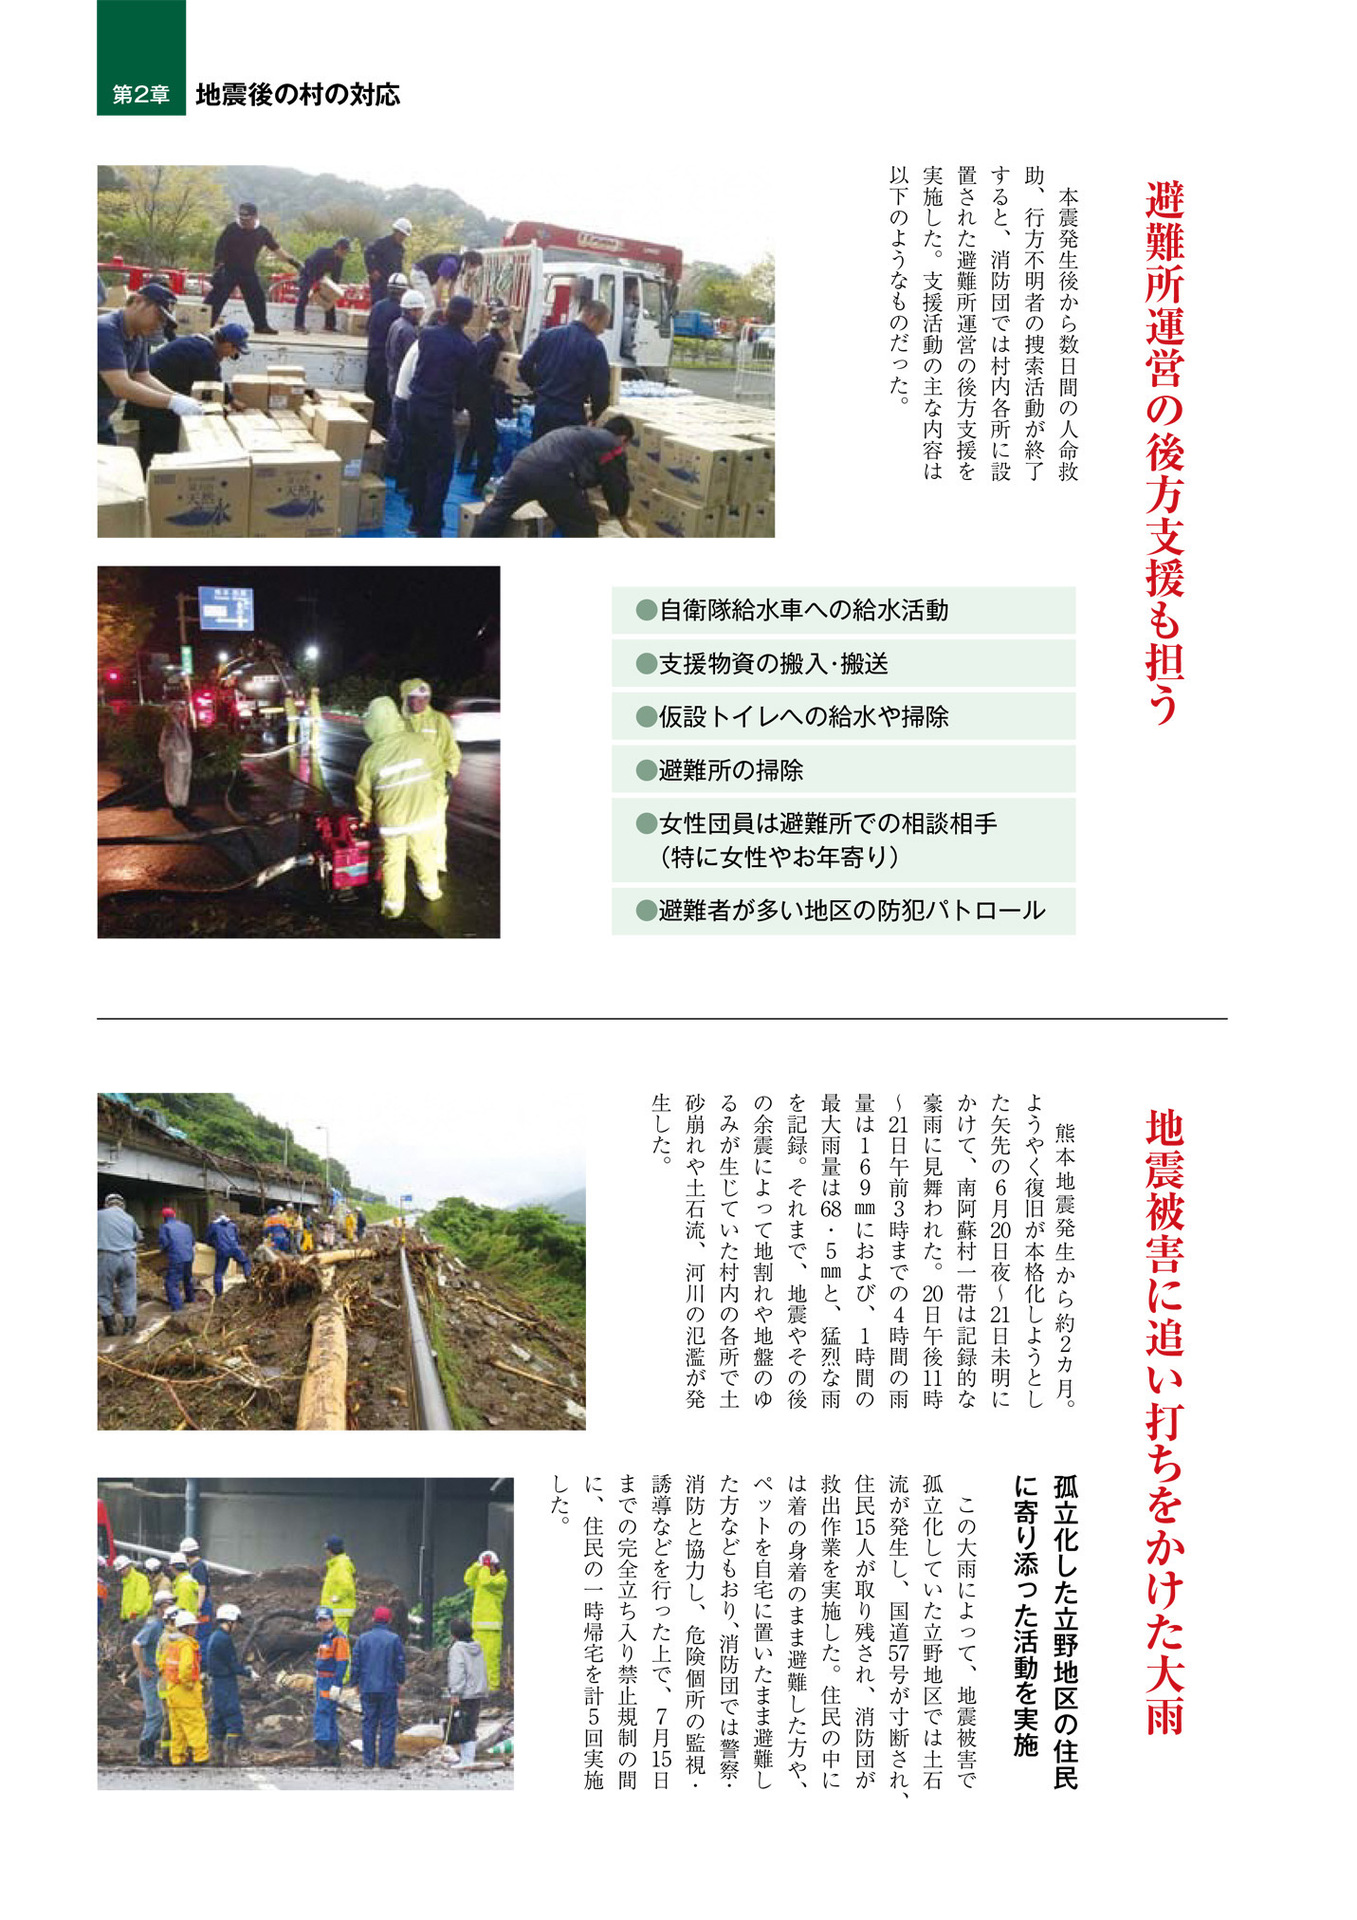 第2章
地震後の村の対応
避難所運営の後方支援も担う
本震発生後から数日間の人命救
助、行方不明者の捜索活動が終了
すると、消防団では村内各所に設
置された避難所運営の後方支援を
実施した。支援活動の主な内容は
以下のようなものだった。
天然水
天然水
●自衛隊給水車への給水活動
●支援物資の搬入・搬送
●仮設トイレへの給水や掃除
●避難所の掃除
●女性団員は避難所での相談相手
（特に女性やお年寄り）
●避難者が多い地区の防犯パトロール
地震被害に追い打ちをかけた大雨
熊本地震発生から約2カ月。
ようやく復旧が本格化しようとし
た矢先の6月20日夜～21日未明に
かけて、南阿蘇村一帯は記録的な
豪雨に見舞われた。20日午後11時
～21日午前3時までの4時間の雨
量は169㎜におよび、1時間の
最大雨量は68・5㎜と、猛烈な雨
を記録。それまで、地震やその後
の余震によって地割れや地盤のゆ
るみが生じていた村内の各所で土
砂崩れや土石流、河川の氾濫が発
生した。
孤立化した立野地区の住民
に寄り添った活動を実施
この大雨によって、地震被害で
孤立化していた立野地区では土石
流が発生し、国道57号が寸断され、
住民15人が取り残され、消防団が
救出作業を実施した。住民の中に
は着の身着のまま避難した方や、
ペットを自宅に置いたまま避難し
た方などもおり、消防団では警察・
消防と協力し、危険個所の監視・
誘導などを行った上で、7月15日
までの完全立ち入り禁止規制の間
に、住民の一時帰宅を計5回実施
した。